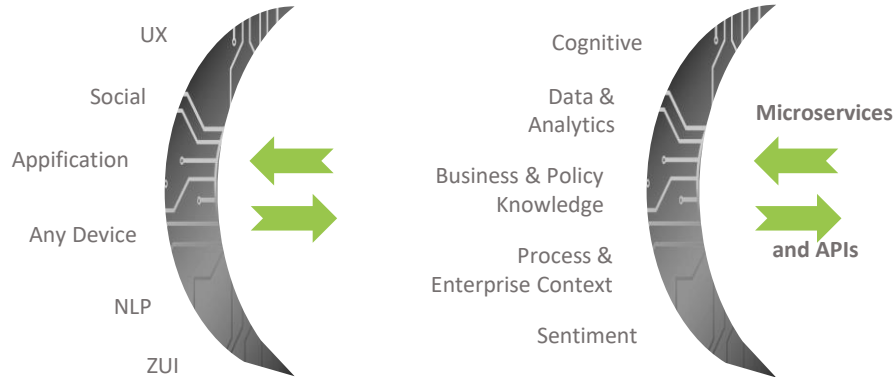 UX
Social
Appification
Any Device
NLP
ZUI
Cognitive
Data &
Analytics
Business & Policy
Knowledge
Process &
Enterprise Context
Sentiment
Microservices
and APIs